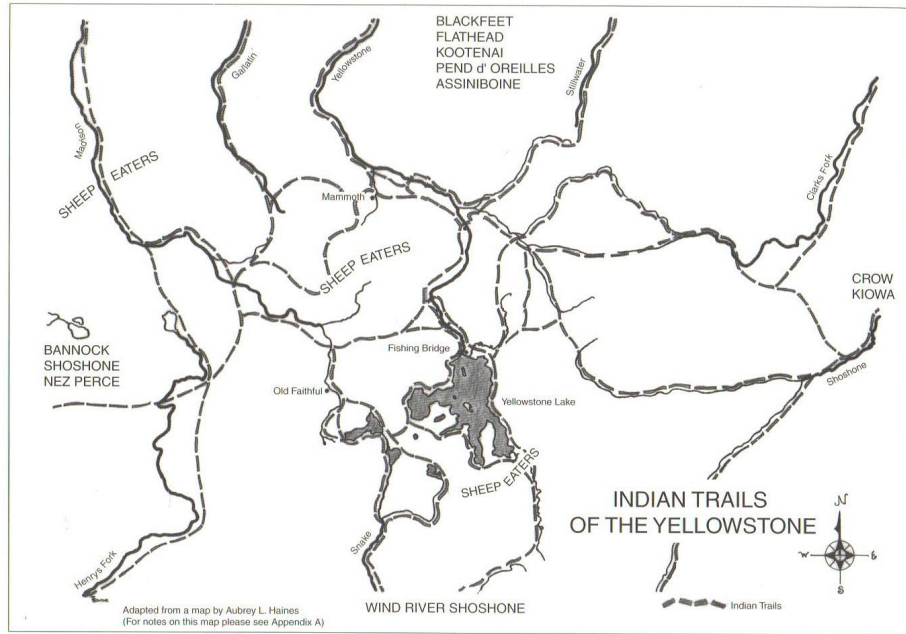 BLACKFEET
FLATHEAD
KOOTENAI
PEND d' OREILLES
ASSINIBOINE
Gallatin
Yellowstone
Stillwater
Madison
SHEEP EATERS
Clarks Fork
Mammoth
SHEEP EATERS
CROW
KIOWA
BANNOCK
SHOSHONE
NEZ PERCE
Fishing Bridge
Shoshone
Old Faithful
Yellowstone Lake
SHEEP EATERS
INDIAN TRAILS
OF THE YELLOWSTONE
N
W
E
S
Snake
Henrys Fork
Adapted from a map by Aubrey L. Haines
(For notes on this map please see Appendix A)
WIND RIVER SHOSHONE
Indian Trails